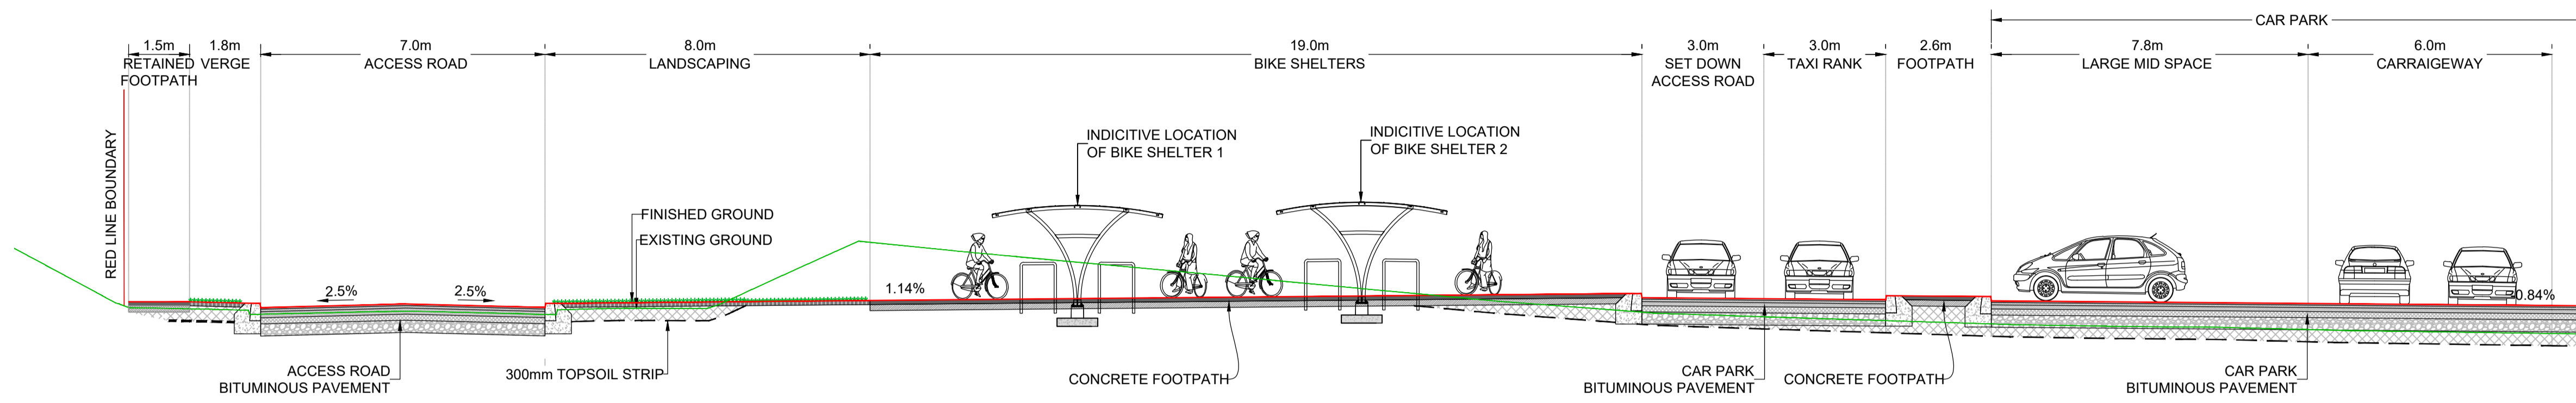 CAR PARK
1.5m
1.8m
7.0m
8.0m
19.0m
3.0m
3.0m
2.6m
7.8m
6.0m
RETAINED
FOOTPATH
VERGE
ACCESS ROAD
LANDSCAPING
BIKE SHELTERS
SET DOWN
ACCESS ROAD
TAXI RANK
FOOTPATH
LARGE MID SPACE
CARRAIGEWAY
RED LINE BOUNDARY
INDICITIVE LOCATION
OF BIKE SHELTER 1
INDICITIVE LOCATION
OF BIKE SHELTER 2
FINISHED GROUND
EXISTING GROUND
2.5%
2.5%
1.14%
-0.84%
ACCESS ROAD
BITUMINOUS PAVEMENT
300mm TOPSOIL STRIP
CONCRETE FOOTPATH
CAR PARK
BITUMINOUS PAVEMENT
CONCRETE FOOTPATH
CAR PARK
BITUMINOUS PAVEMENT